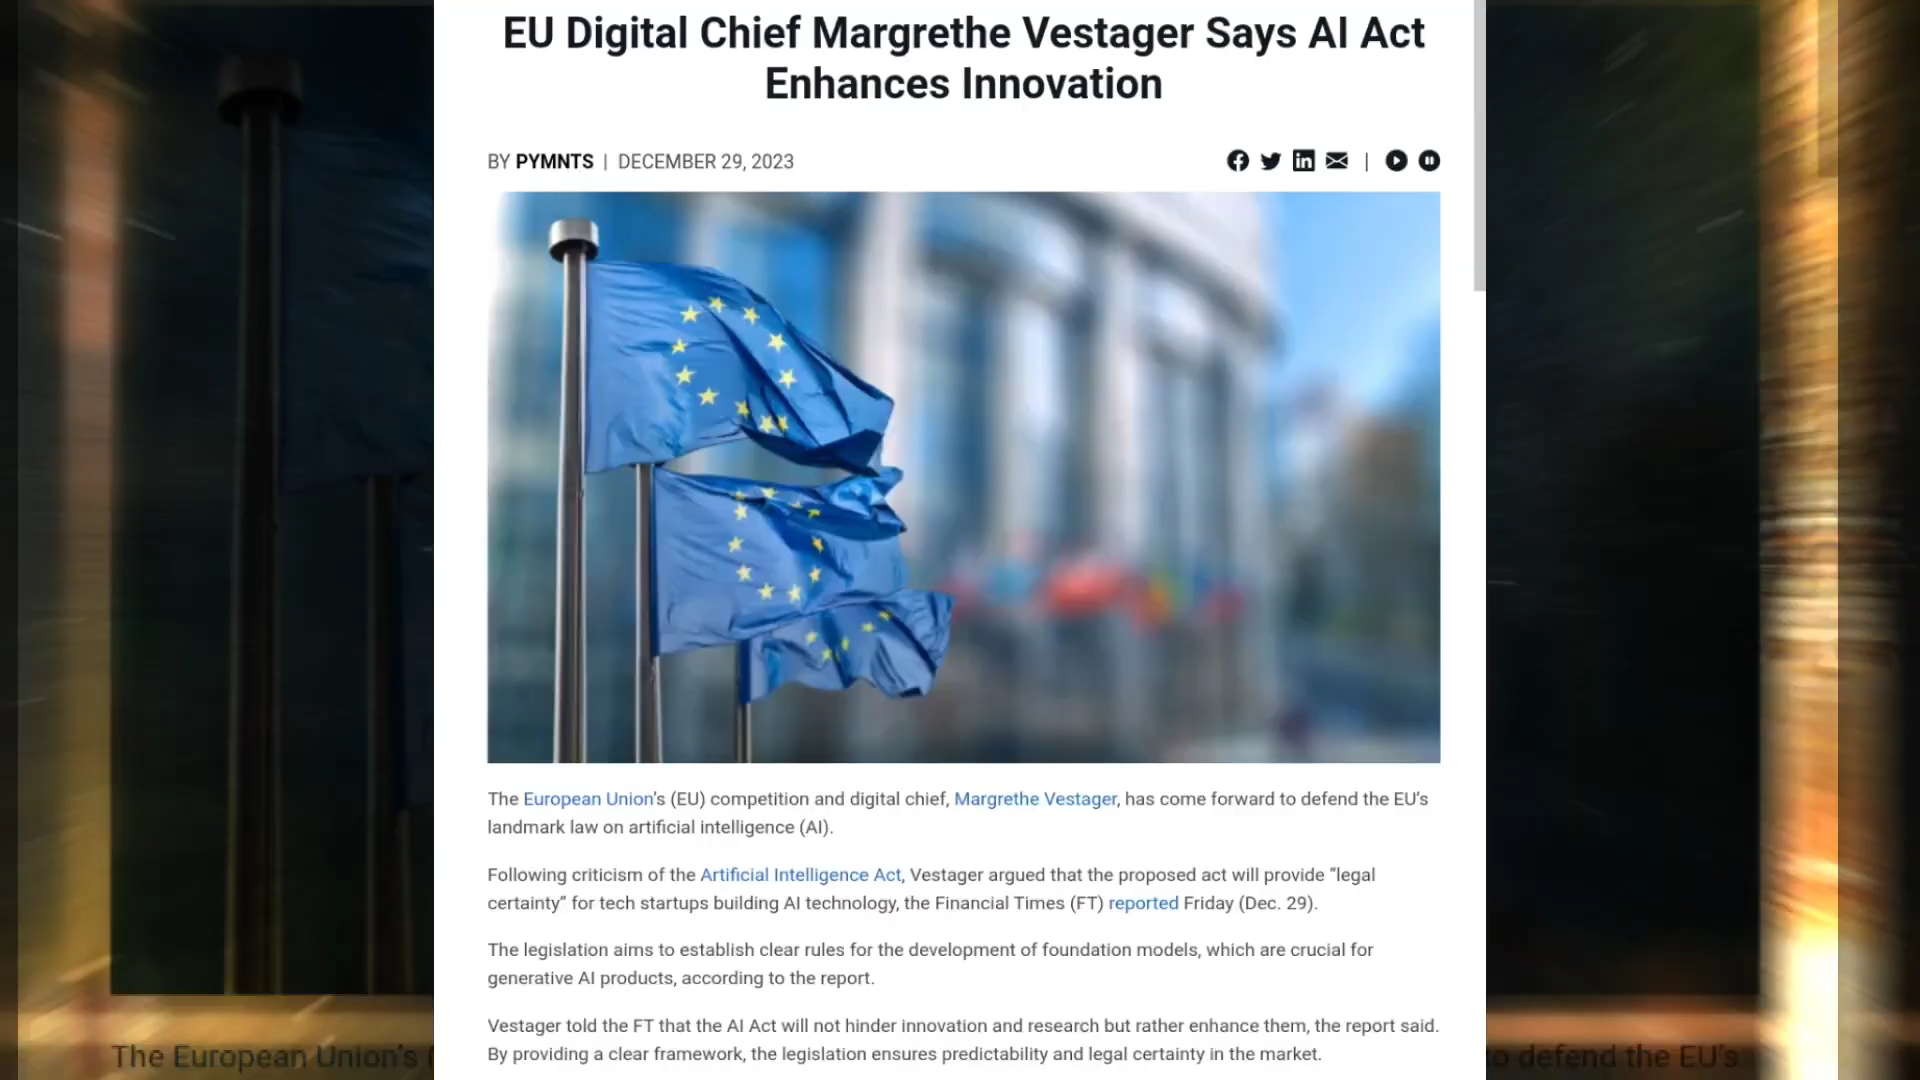 EU Digital Chief Margrethe Vestager Says AI Act
Enhances Innovation
BY PYMNTS | DECEMBER 29, 2023
The European Union's (EU) competition and digital chief, Margrethe Vestager, has come forward to defend the EU's
landmark law on artificial intelligence (AI).
Following criticism of the Artificial Intelligence Act, Vestager argued that the proposed act will provide “legal
certainty” for tech startups building AI technology, the Financial Times (FT) reported Friday (Dec. 29).
The legislation aims to establish clear rules for the development of foundation models, which are crucial for
generative AI products, according to the report.
Vestager told the FT that the AI Act will not hinder innovation and research but rather enhance them, the report said.
By providing a clear framework, the legislation ensures predictability and legal certainty in the market.
The European Union's (
to defend the EU's